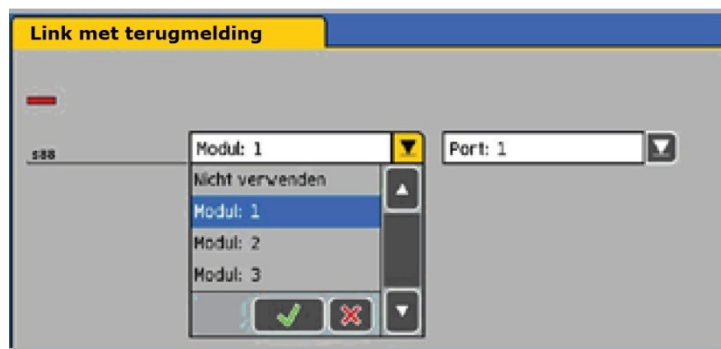 Link met terugmelding
s88
Modul: 1
Port: 1
Nicht verwenden
Modul: 1
Modul: 2
Modul: 3